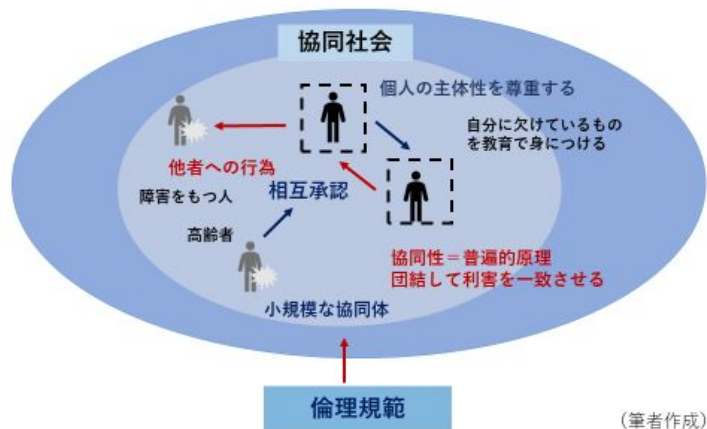 協同社会
個人の主体性を尊重する
自分に欠けているもの
を教育で身につける
他者への行為
相互承認
障害をもつ人
高齢者
協同性＝普遍的原理
団結して利害を一致させる
小規模な協同体
倫理規範
（筆者作成）